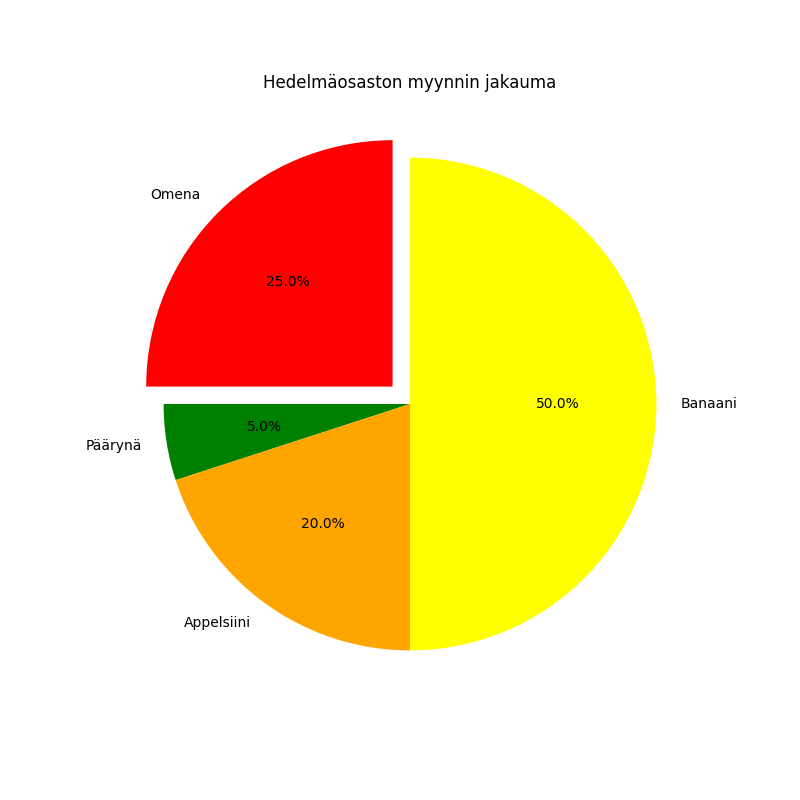 Hedelmäosaston myynnin jakauma
Omena
25.0%
50.0%
Banaani
5.0%
Päärynä
20.0%
Appelsiini